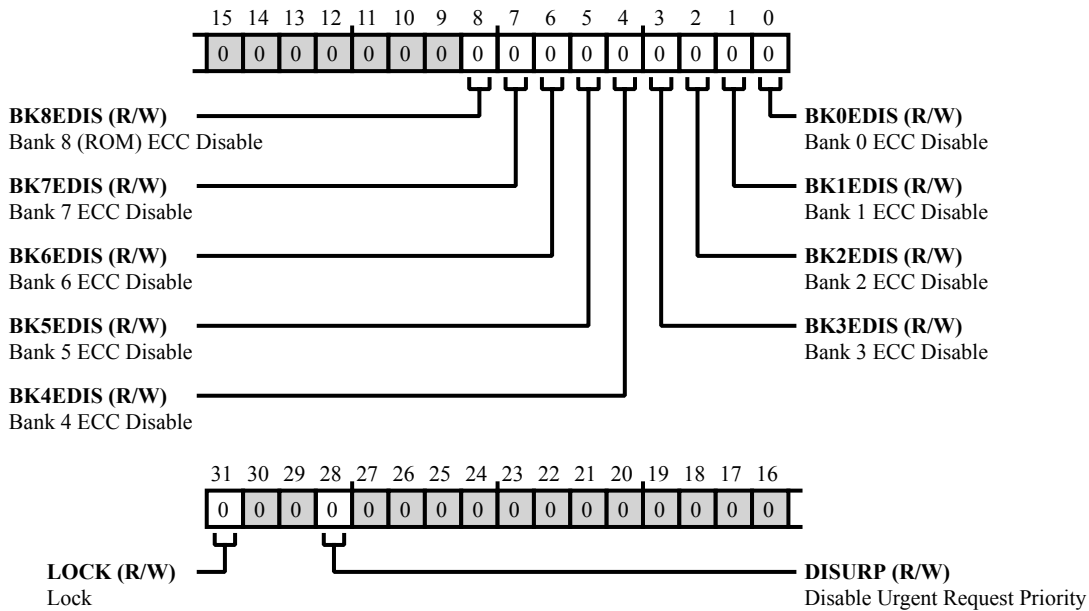 15 14 13 12 11 10 9 8 7 6 5 4 3 2 1 0
0 0 0 0 0 0 0 0 0 0 0 0 0 0 0 0
BK8EDIS (R/W)
Bank 8 (ROM) ECC Disable
BK0EDIS (R/W)
Bank 0 ECC Disable
BK7EDIS (R/W)
Bank 7 ECC Disable
BK1EDIS (R/W)
Bank 1 ECC Disable
BK6EDIS (R/W)
Bank 6 ECC Disable
BK2EDIS (R/W)
Bank 2 ECC Disable
BK5EDIS (R/W)
Bank 5 ECC Disable
BK3EDIS (R/W)
Bank 3 ECC Disable
BK4EDIS (R/W)
Bank 4 ECC Disable
31 30 29 28 27 26 25 24 23 22 21 20 19 18 17 16
0 0 0 0 0 0 0 0 0 0 0 0 0 0 0 0
LOCK (R/W)
Lock
DISURP (R/W)
Disable Urgent Request Priority